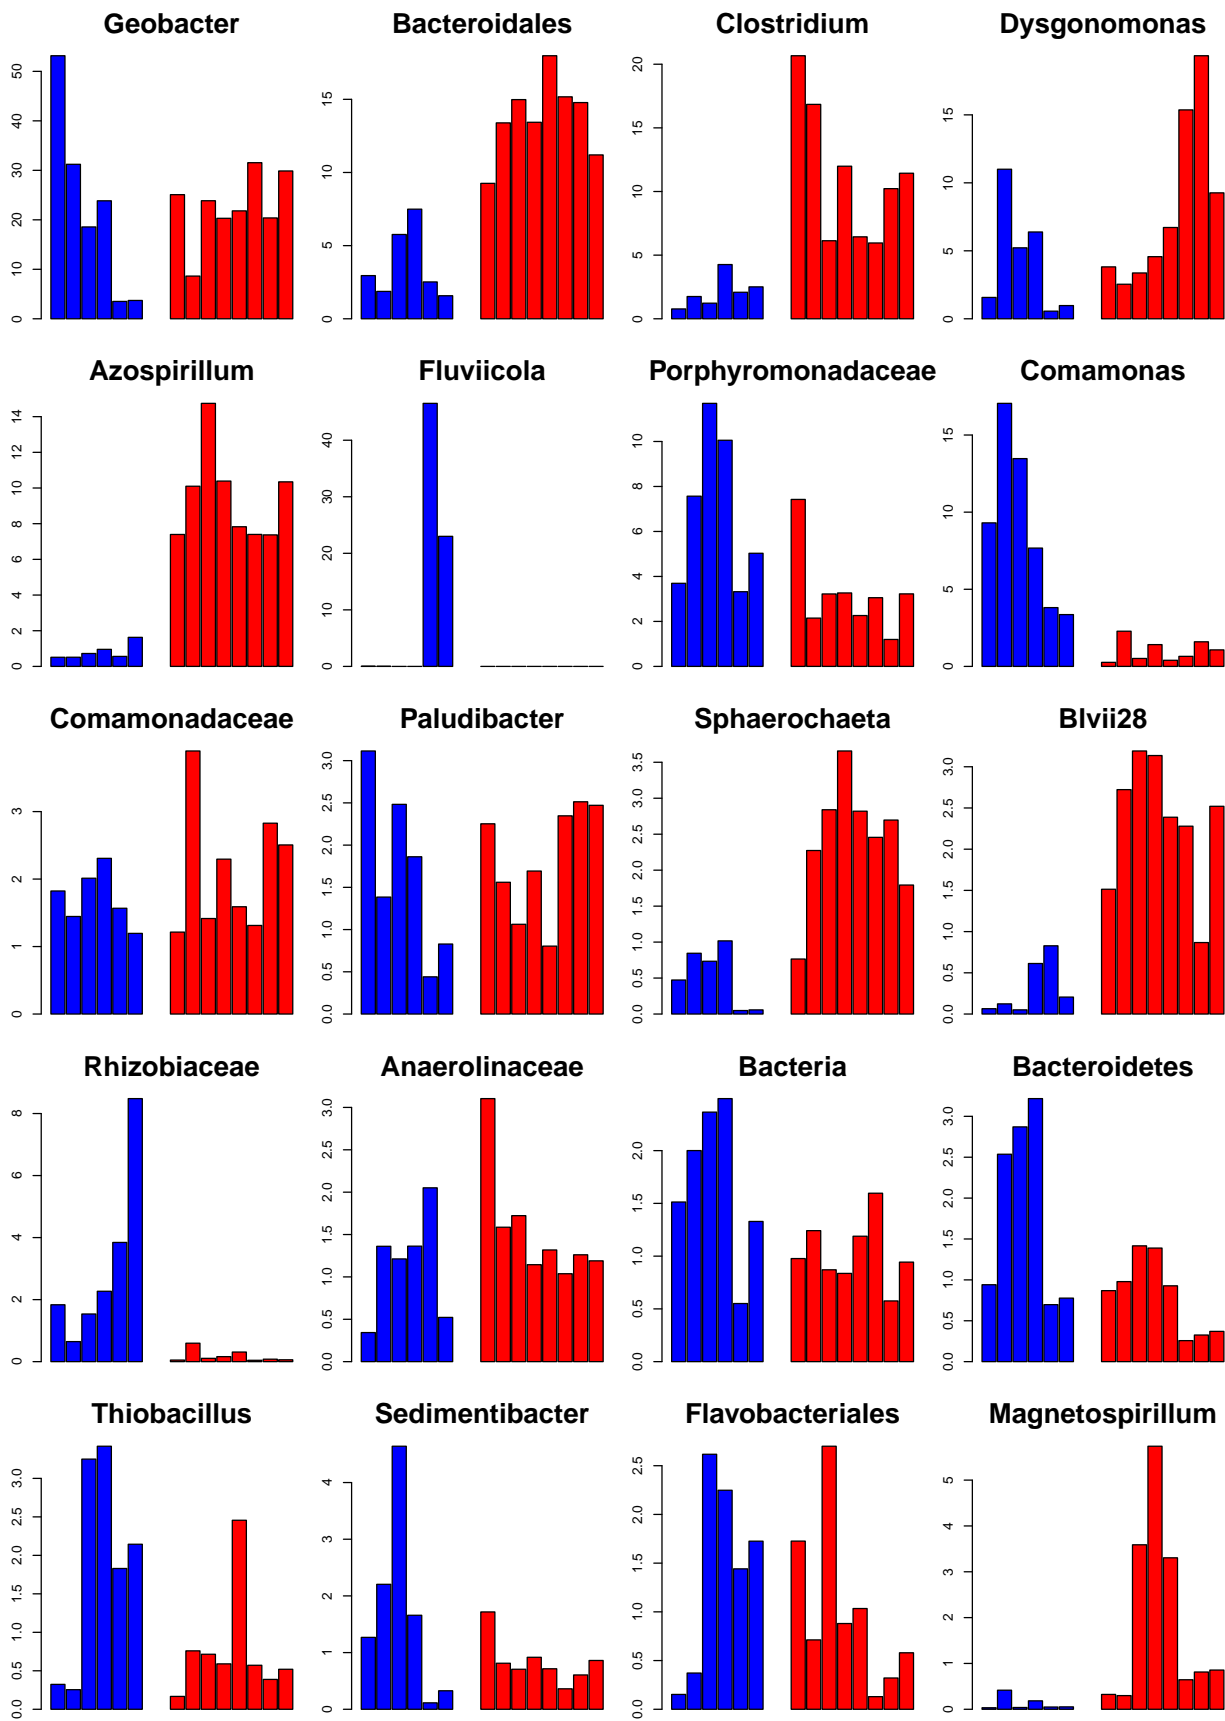 Geobacter Bacteroidales Clostridium Dysgonomonas
0 10 20 30 40 50
0 5 10 15
0 5 10 15 20
0 5 10 15
Azospirillum Fluviicola Porphyromonadaceae Comamonas
0 2 4 6 8 10 12 14
0 10 20 30 40
0 2 4 6 8 10
0 5 10 15
Comamonadaceae Paludibacter Sphaerochaeta Blvii28
0 1 2 3
0.0 0.5 1.0 1.5 2.0 2.5 3.0
0.0 0.5 1.0 1.5 2.0 2.5 3.0 3.5
0.0 0.5 1.0 1.5 2.0 2.5 3.0
Rhizobiaceae Anaerolinaceae Bacteria Bacteroidetes
0 2 4 6 8
0.0 0.5 1.0 1.5 2.0 2.5 3.0
0.0 0.5 1.0 1.5 2.0
0.0 0.5 1.0 1.5 2.0 2.5 3.0
Thiobacillus Sedimentibacter Flavobacteriales Magnetospirillum
0.0 0.5 1.0 1.5 2.0 2.5 3.0
0 1 2 3 4
0.0 0.5 1.0 1.5 2.0 2.5
0 1 2 3 4 5